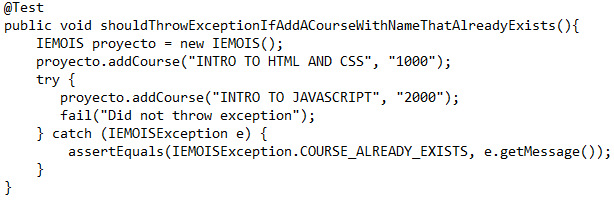 @Test
public void shouldThrowExceptionIfAddACourseWithNameThatAlreadyExists(){
    IEMOIS proyecto = new IEMOIS();
    proyecto.addCourse("INTRO TO HTML AND CSS", "1000");
    try {
       proyecto.addCourse("INTRO TO JAVASCRIPT", "2000");
       fail("Did not throw exception");
    } catch (IEMOISException e) {
        assertEquals(IEMOISException.COURSE_ALREADY_EXISTS, e.getMessage());
    }
}